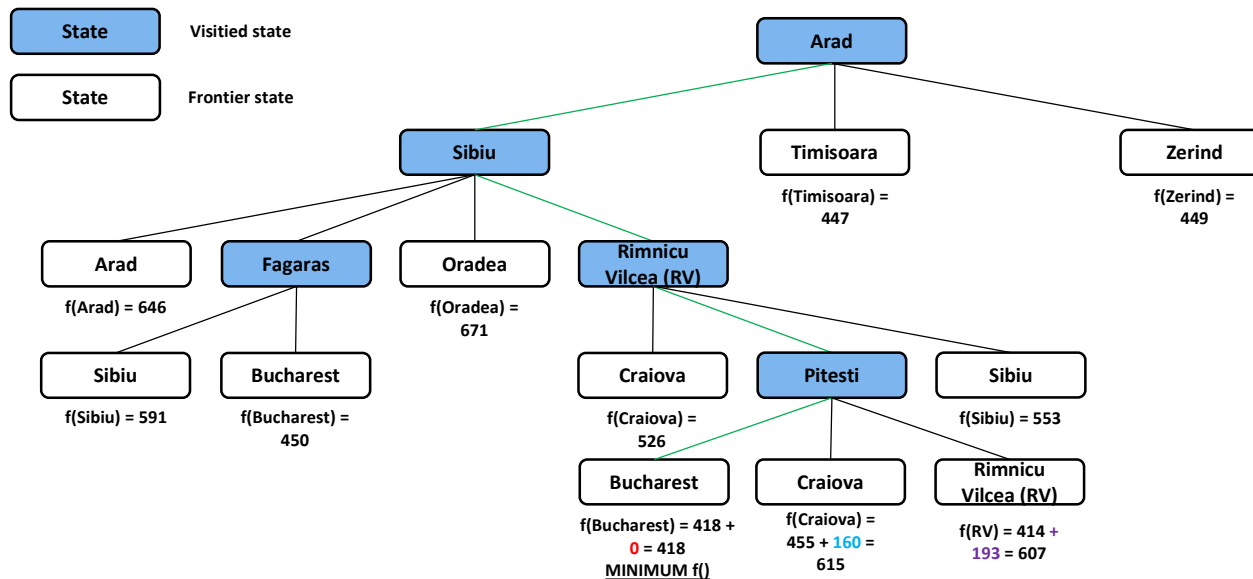 State
Visitied state
Arad
State
Frontier state
Sibiu
Timisoara
Zerind
f(Timisoara) =
447
f(Zerind) =
449
Arad
Fagaras
Oradea
Rimnicu
Vilcea (RV)
f(Arad) = 646
f(Oradea) =
671
Sibiu
Bucharest
Craiova
Pitesti
Sibiu
f(Sibiu) = 591
f(Bucharest) =
450
f(Craiova) =
526
f(Sibiu) = 553
Bucharest
Craiova
Rimnicu
Vilcea (RV)
f(Bucharest) = 418 +
0 = 418
MINIMUM f()
f(Craiova) =
455 + 160 =
615
f(RV) = 414 +
193 = 607